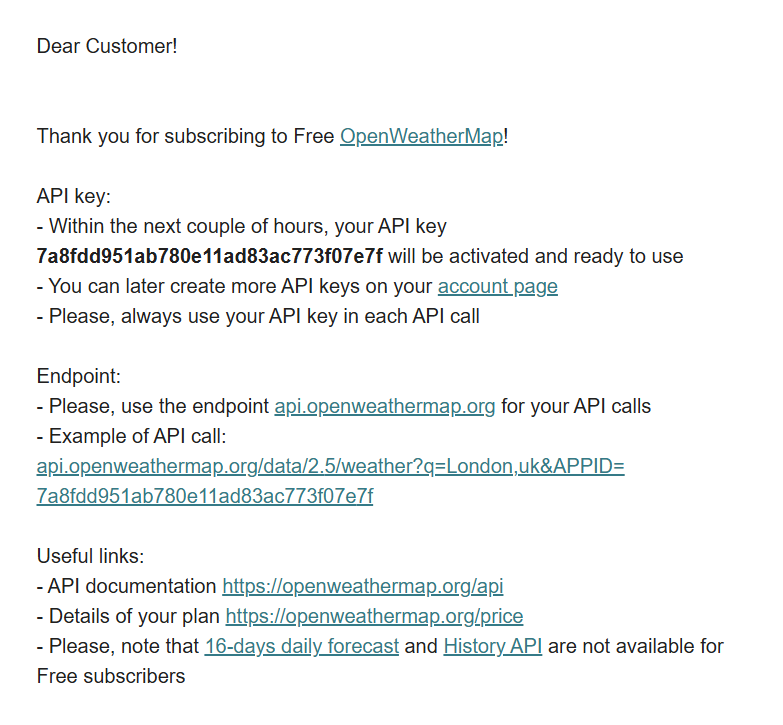 Dear Customer!
Thank you for subscribing to Free OpenWeatherMap!
API key:
- Within the next couple of hours, your API key
7a8fdd951ab780e11ad83ac773f07e7f will be activated and ready to use
- You can later create more API keys on your account page
- Please, always use your API key in each API call
Endpoint:
- Please, use the endpoint api.openweathermap.org for your API calls
- Example of API call:
api.openweathermap.org/data/2.5/weather?q=London,uk&APPID=
7a8fdd951ab780e11ad83ac773f07e7f
Useful links:
- API documentation https://openweathermap.org/api
- Details of your plan https://openweathermap.org/price
- Please, note that 16-days daily forecast and History API are not available for
Free subscribers